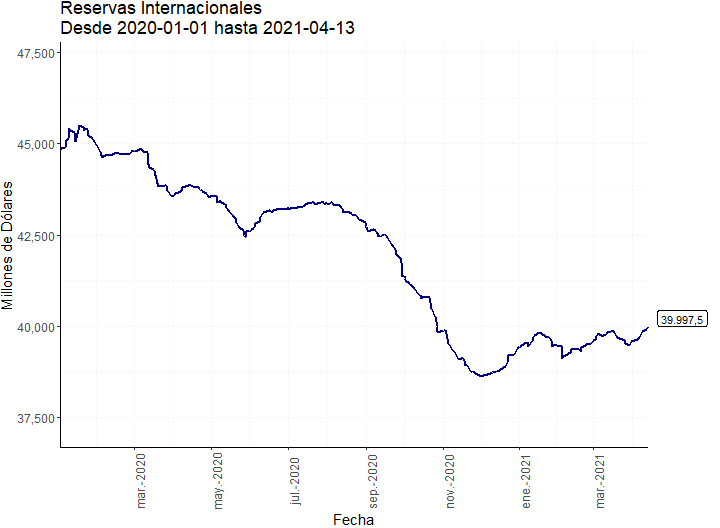 Reservas Internacionales
Desde 2020-01-01 hasta 2021-04-13
47,500
45,000
42,500
40,000
37,500
Millones de Dólares
39.997,5
mar.-2020
may.-2020
jul.-2020
sep.-2020
nov.-2020
ene.-2021
mar.-2021
Fecha